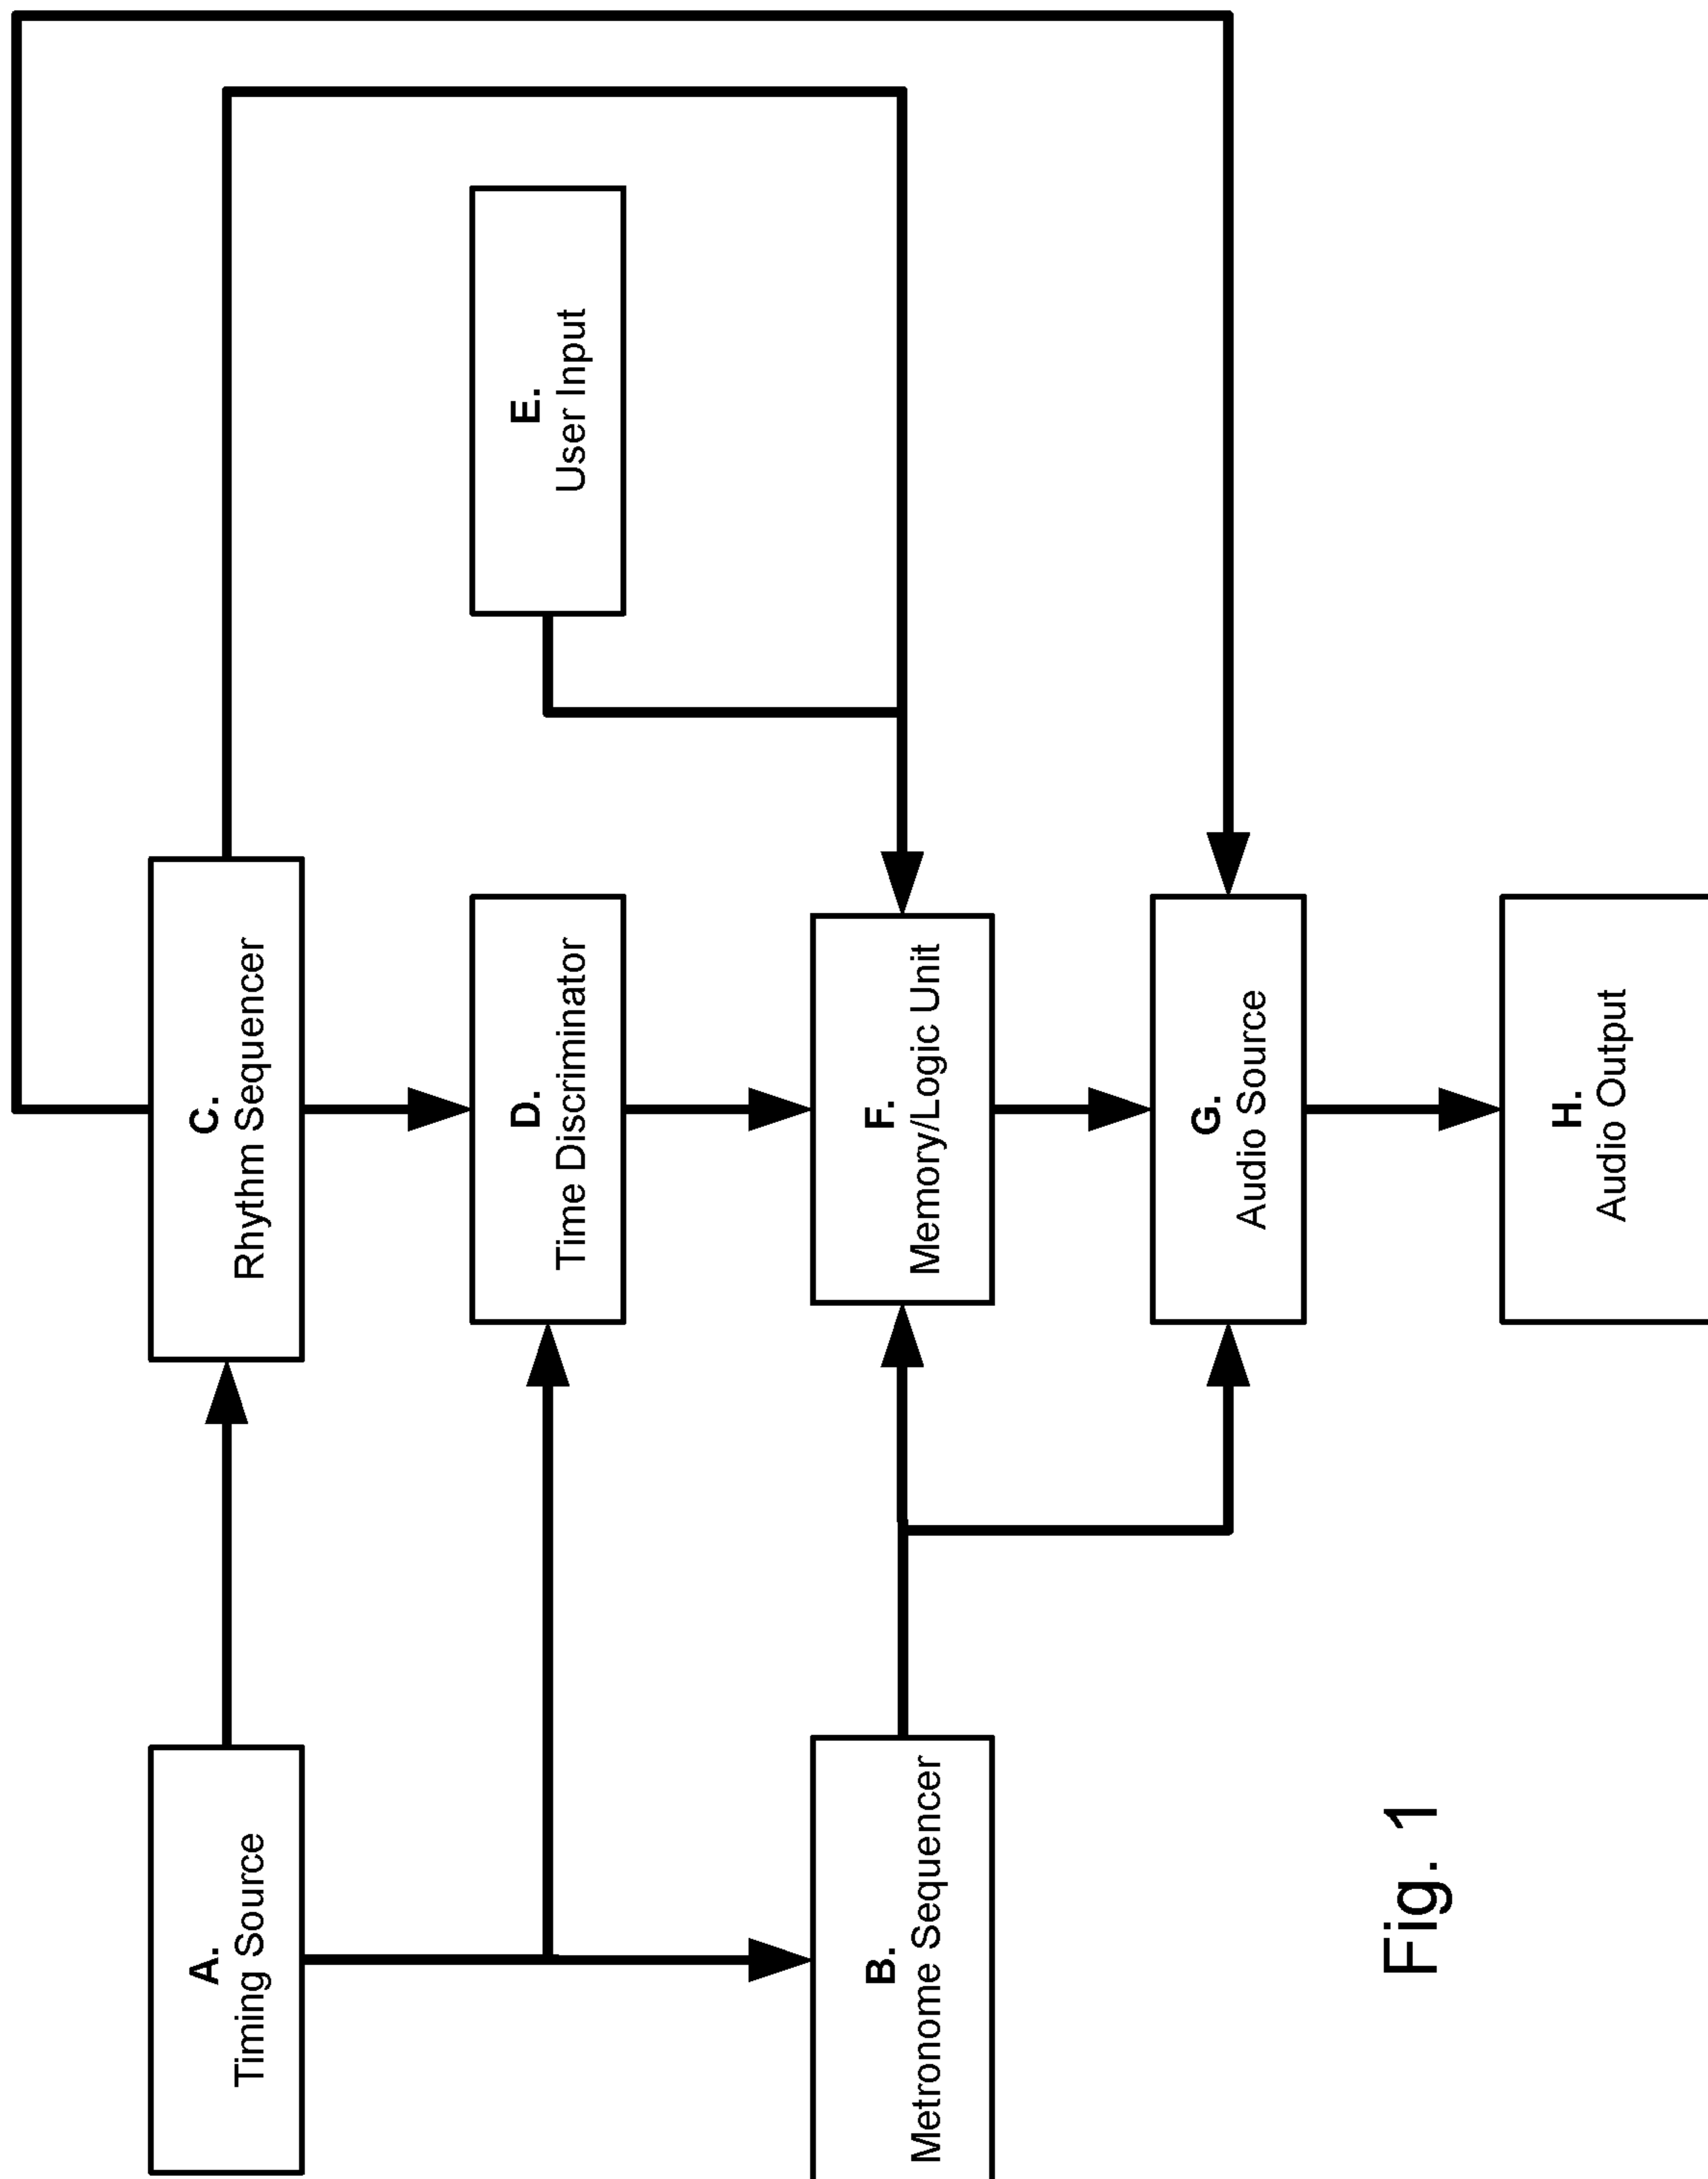 A.
Timing Source
B.
Metronome Sequencer
C.
Rhythm Sequencer
D.
Time Discriminator
E.
User Input
F.
Memory/Logic Unit
G.
Audio Source
H.
Audio Output
Fig. 1